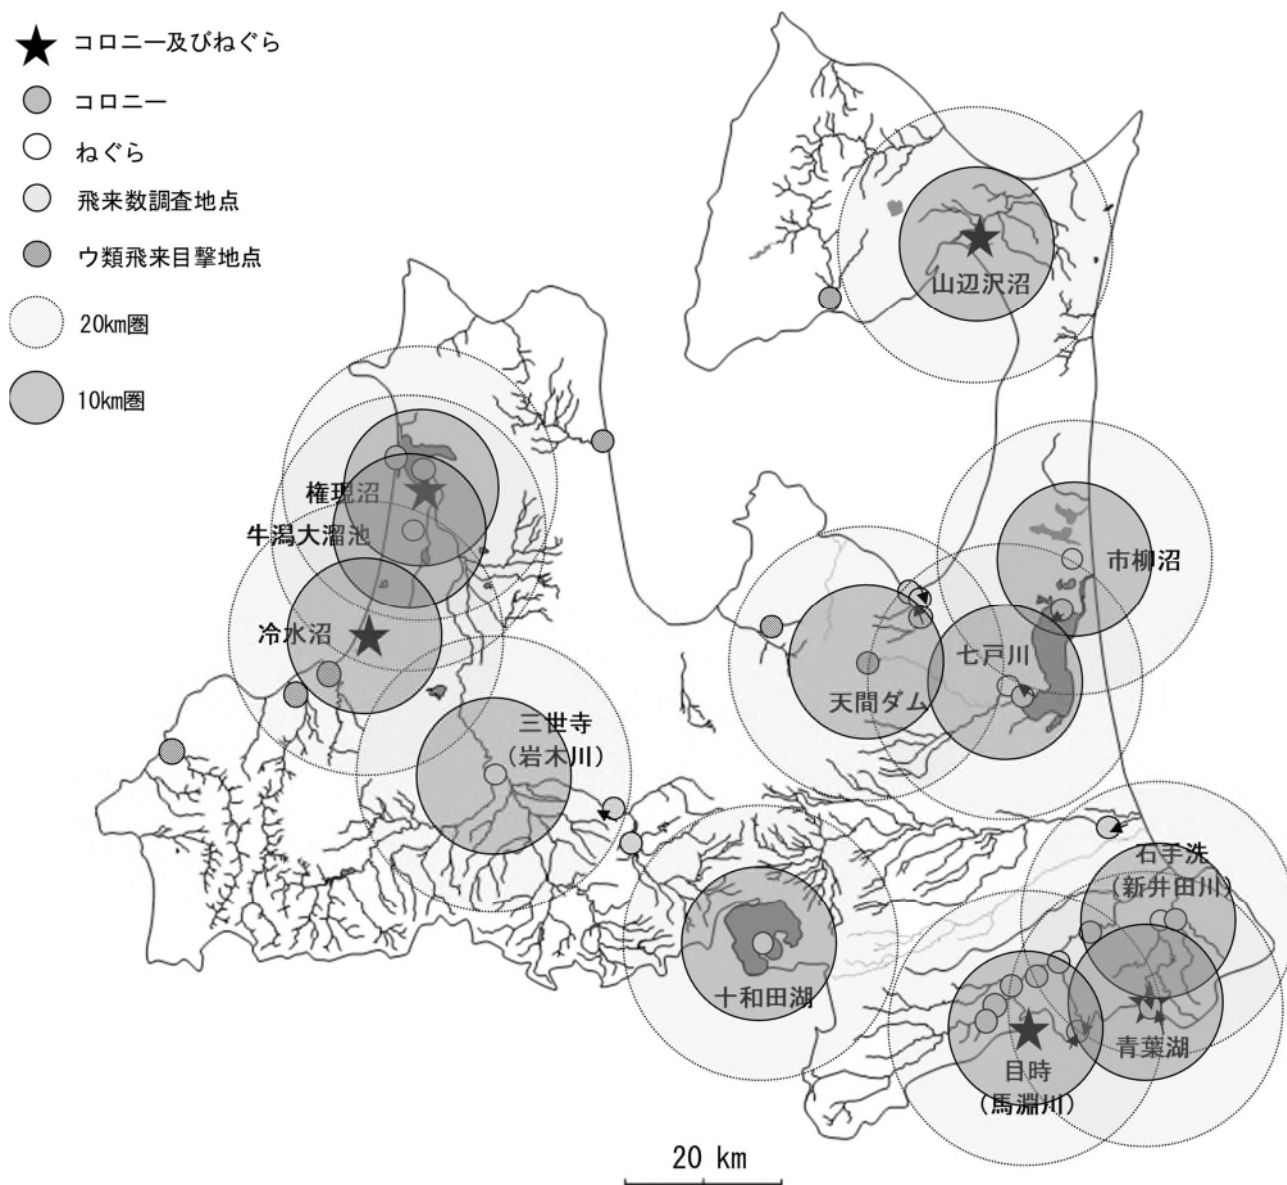 コロニー及びねぐら
コロニー
ねぐら
飛来数調査地点
ウ類飛来目撃地点
20km圏
10km圏
山辺沢沼
権現沼
牛潟大溜池
冷水沼
三世寺
(岩木川)
市柳沼
七戸川
天間ダム
十和田湖
石手洗
(新井田川)
青葉湖
目時
(馬淵川)
20 km